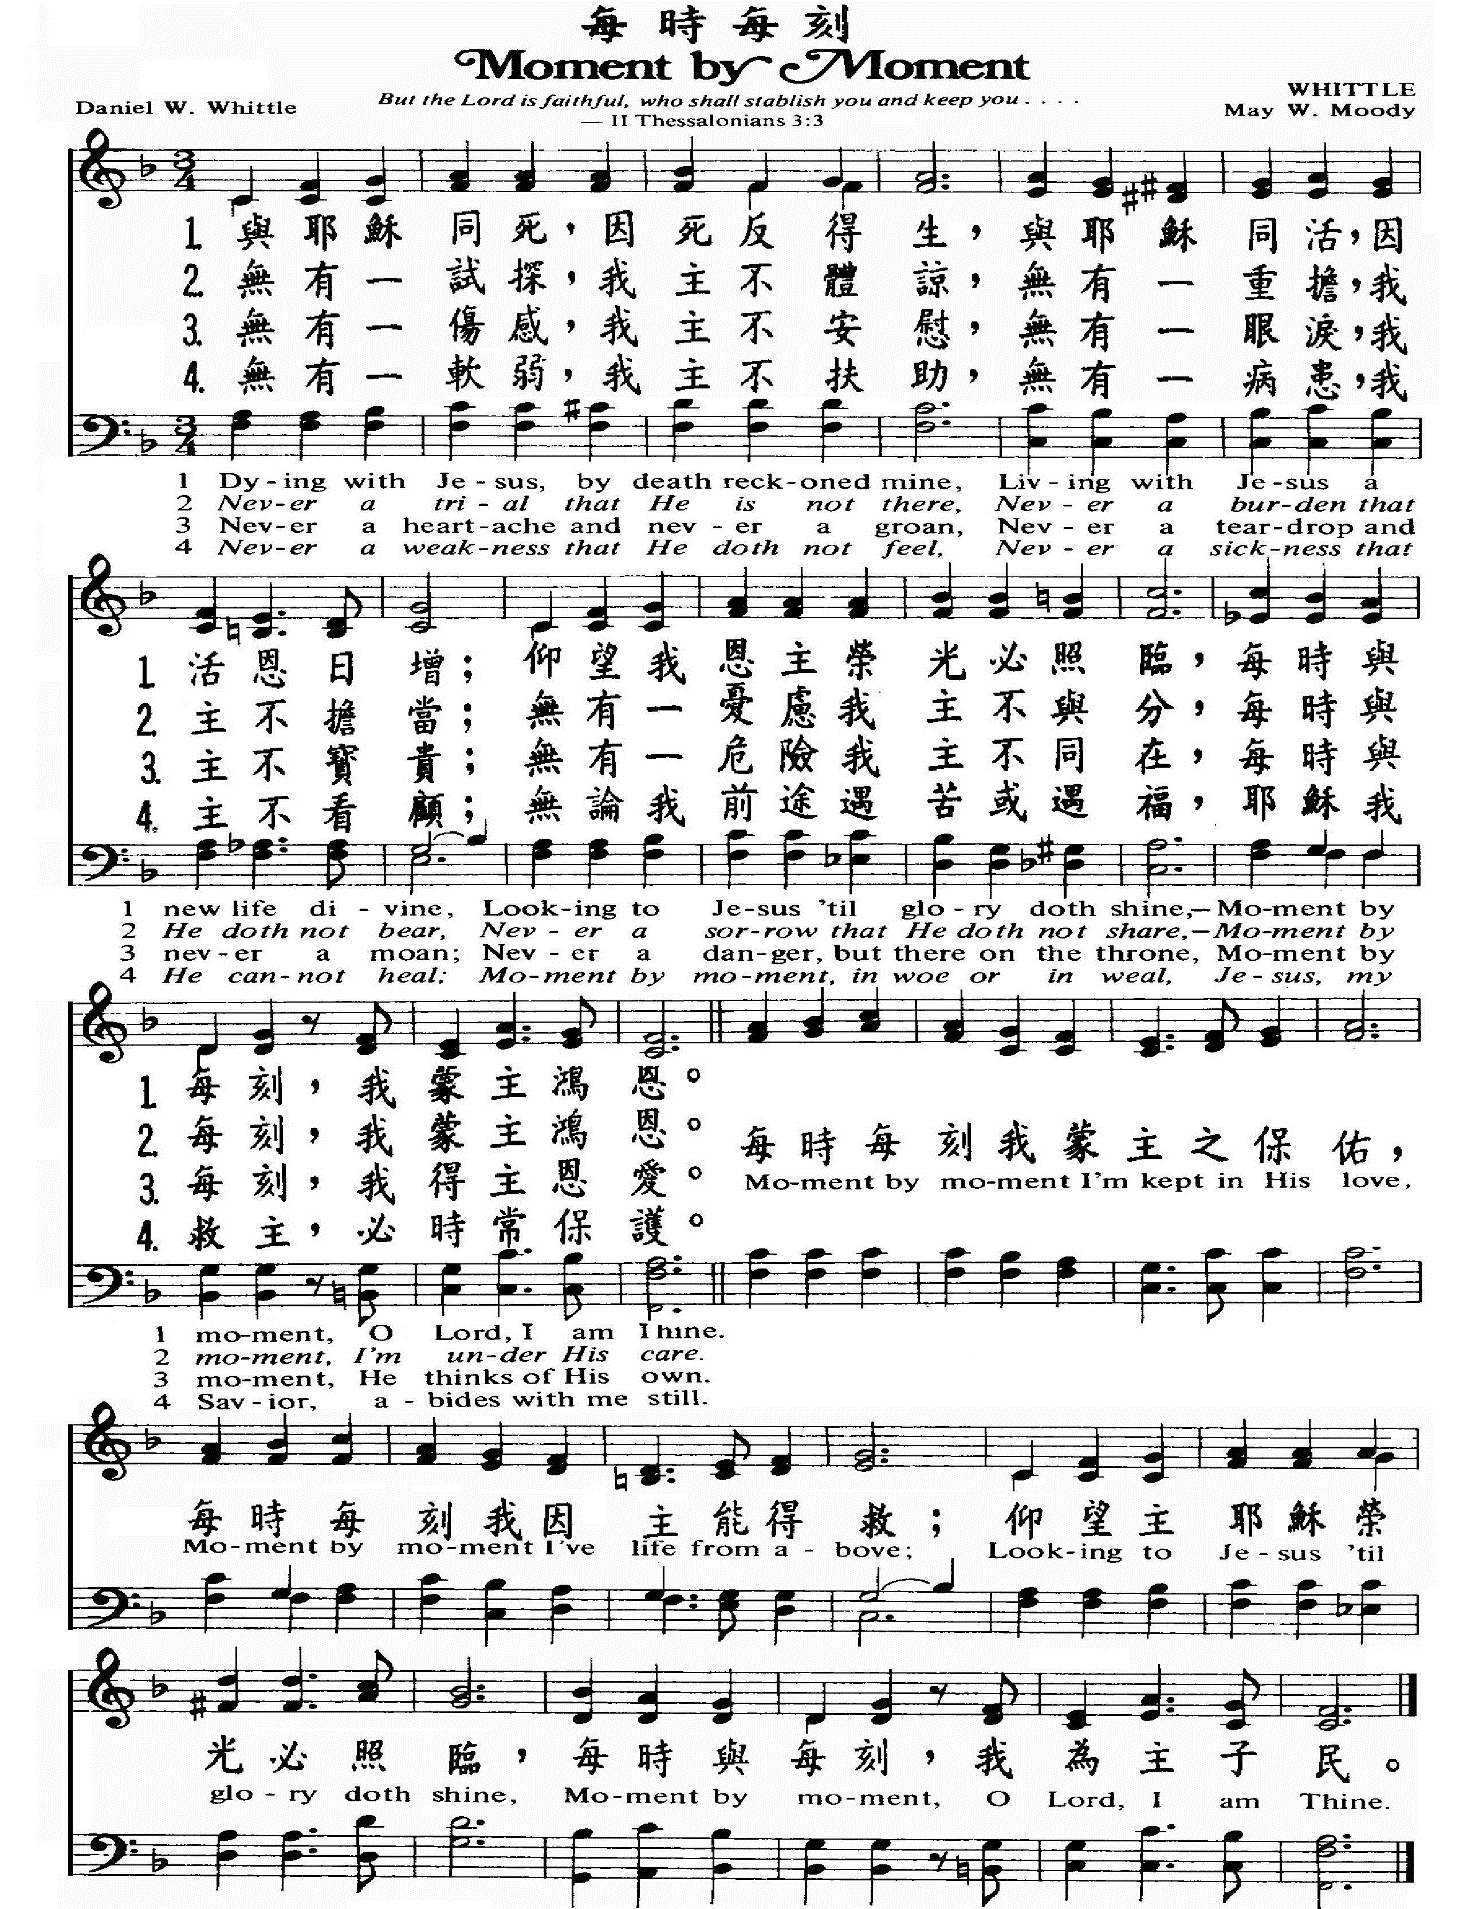 每時每刻
Moment by Moment
Daniel W. Whittle
But the Lord is faithful, who shall stablish you and keep you . . . .
— II Thessalonians 3:3
WHITTLE
May W. Moody
1. 與耶穌同死，因死反得生，與耶穌同活，因
2. 無有一試探，我主不體諒，無有一重擔，我
3. 無有一傷感，我主不安慰，無有一眼淚，我
4. 無有一軟弱，我主不扶助，無有一病患，我
1 Dy-ing with Je-sus, by death reck-oned mine, Liv-ing with Je-sus a
2 Nev-er a tri-al that He is not there, Nev-er a bur-den that
3 Nev-er a heart-ache and nev-er a groan, Nev-er a tear-drop and
4 Nev-er a weak-ness that He doth not feel, Nev-er a sick-ness that
1 活恩日增；仰望我恩主榮光必照臨，每時與
2. 主不擔當；無有一憂慮我主不與分，每時與
3. 主不寶貴；無有一危險我主不同在，每時與
4. 主不看顧；無論我前途遇苦或遇福，耶穌我
1 new life di-vine, Look-ing to Je-sus 'til glo-ry doth shine,—Mo-ment by
2 He doth not bear, Nev-er a sor-row that He doth not share,—Mo-ment by
3 nev-er a moan; Nev-er a dan-ger, but there on the throne, Mo-ment by
4 He can-not heal; Mo-ment by mo-ment, in woe or in weal, Je-sus, my
1 每刻，我蒙主鴻恩。
2. 每刻，我蒙主鴻恩。
3. 每刻，我得主恩愛。
4. 救主，必時常保護。
每時每刻我蒙主之保佑，
Mo-ment by mo-ment I'm kept in His love,
1 mo-ment, O Lord, I am Thine.
2 mo-ment, I'm un-der His care.
3 mo-ment, He thinks of His own.
4 Sav-ior, a-bides with me still.
每時每刻我因主能得救；仰望主耶穌榮
Mo-ment by mo-ment I've life from a-bove; Look-ing to Je-sus 'til
光必照臨，每時與每刻，我為主子民。
glo-ry doth shine, Mo-ment by mo-ment, O Lord, I am Thine.